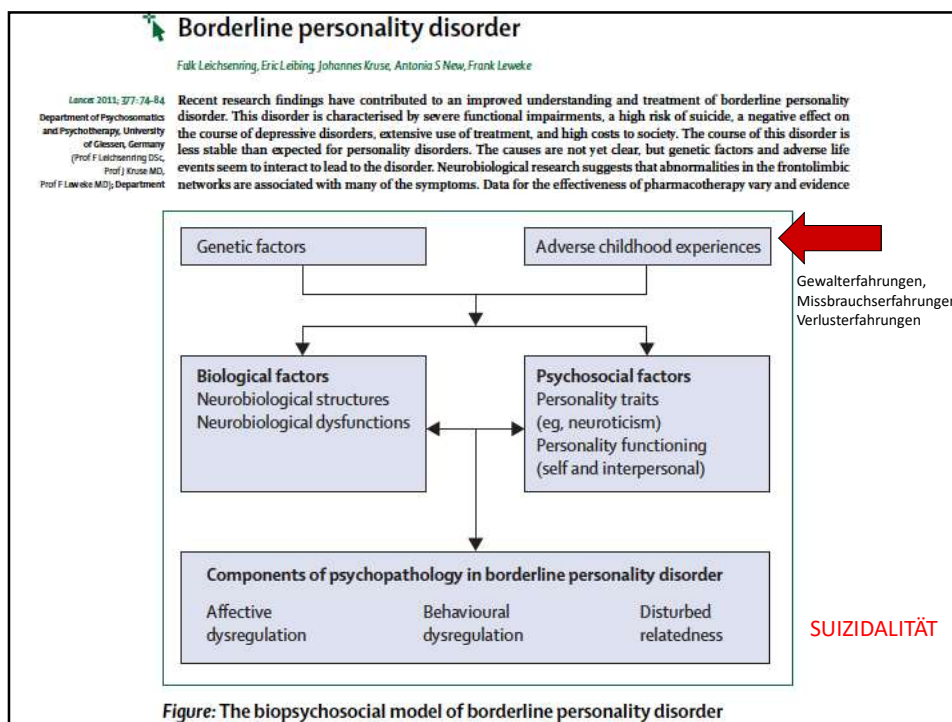 Borderline personality disorder
Falk Leichsenring, Eric Leibing, Johannes Kruse, Antonia S New, Frank Leweke
Lancet 2011; 377: 74–84
Department of Psychosomatics
and Psychotherapy, University
of Giessen, Germany
(Prof F Leichsenring DSc,
Prof J Kruse MD,
Prof F Leweke MD); Department
Recent research findings have contributed to an improved understanding and treatment of borderline personality
disorder. This disorder is characterised by severe functional impairments, a high risk of suicide, a negative effect on
the course of depressive disorders, extensive use of treatment, and high costs to society. The course of this disorder is
less stable than expected for personality disorders. The causes are not yet clear, but genetic factors and adverse life
events seem to interact to lead to the disorder. Neurobiological research suggests that abnormalities in the frontolimbic
networks are associated with many of the symptoms. Data for the effectiveness of pharmacotherapy vary and evidence
Genetic factors
Adverse childhood experiences
Gewalterfahrungen,
Missbrauchserfahrungen
Verlusterfahrungen
Biological factors
Neurobiological structures
Neurobiological dysfunctions
Psychosocial factors
Personality traits
(eg, neuroticism)
Personality functioning
(self and interpersonal)
Components of psychopathology in borderline personality disorder
Affective
dysregulation
Behavioural
dysregulation
Disturbed
relatedness
SUIZIDALITÄT
Figure: The biopsychosocial model of borderline personality disorder